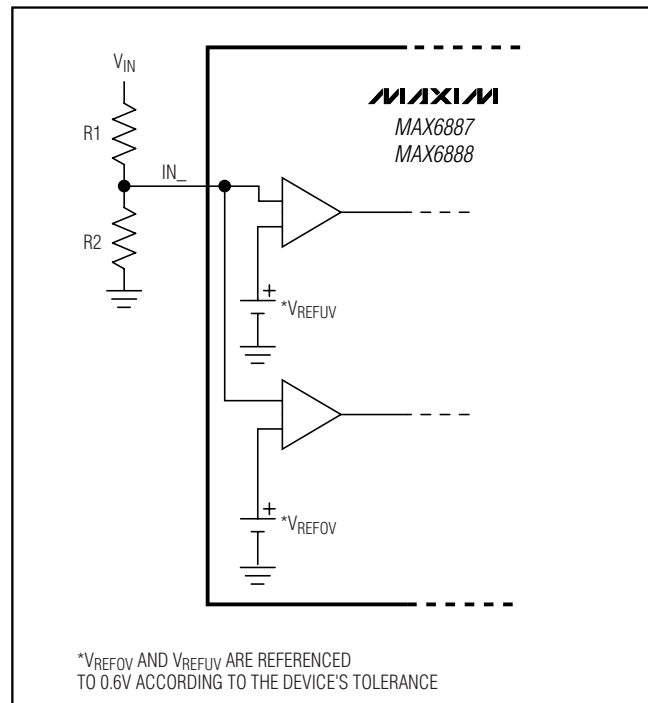 VIN
MAXIM
MAX6887
MAX6888
R1
IN_
R2
+
*VREFUV
+
*VREFOV
*VREFOV AND VREFUV ARE REFERENCED
TO 0.6V ACCORDING TO THE DEVICE'S TOLERANCE